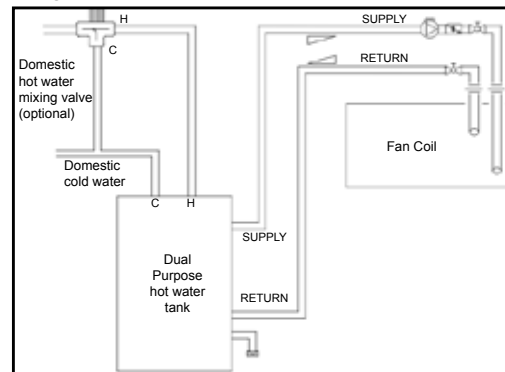 H
SUPPLY
C
RETURN
Domestic
hot water
mixing valve
(optional)
Fan Coil
Domestic
cold water
C
H
SUPPLY
Dual
Purpose
hot water
tank
RETURN